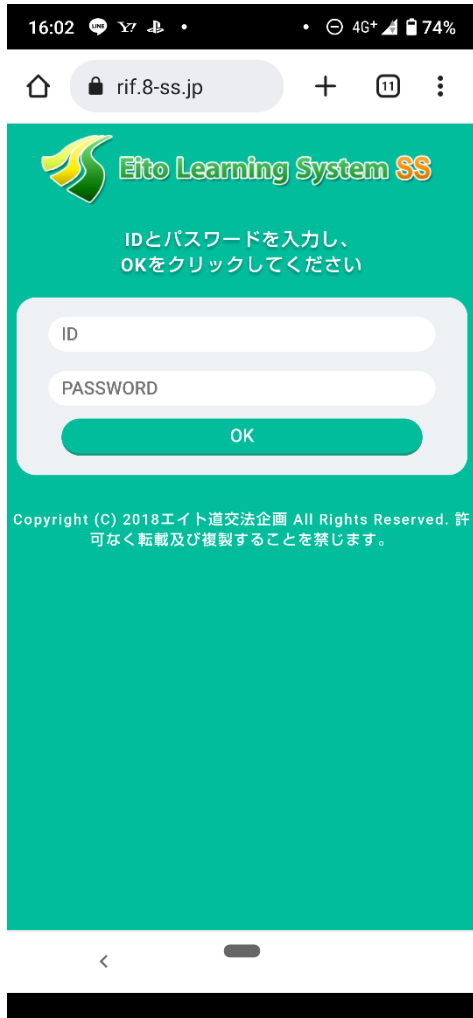 16:02 LINE Y! 4G+ 74%
rif.8-ss.jp
11
Eito Learning System SS
IDとパスワードを入力し、
OKをクリックしてください
ID
PASSWORD
OK
Copyright (C) 2018エイト道交法企画 All Rights Reserved. 許
可なく転載及び複製することを禁じます。